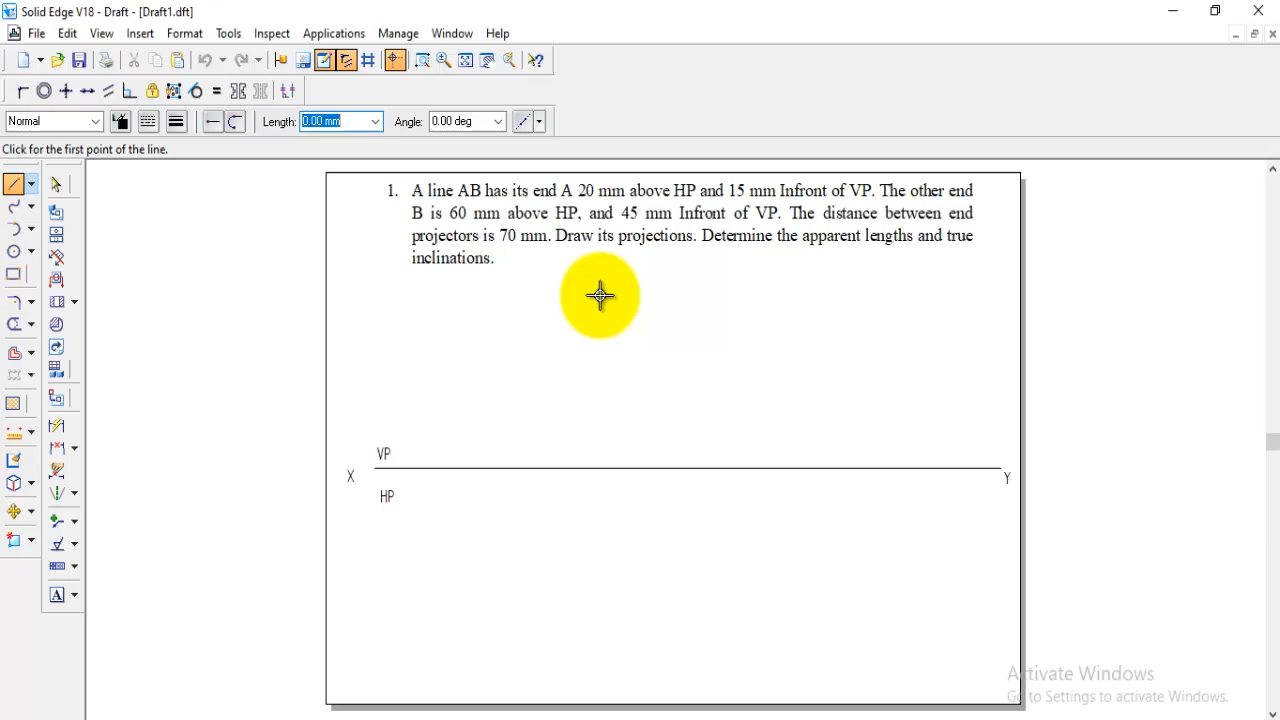 Solid Edge V18 - Draft - [Draft1.dft]
File Edit View Insert Format Tools Inspect Applications Manage Window Help
Normal Length: 0.00 mm Angle: 0.00 deg
Click for the first point of the line.
1. A line AB has its end A 20 mm above HP and 15 mm Infront of VP. The other end
B is 60 mm above HP, and 45 mm Infront of VP. The distance between end
projectors is 70 mm. Draw its projections. Determine the apparent lengths and true
inclinations.
VP
X
Y
HP
A
Activate Windows
Go to Settings to activate Windows.